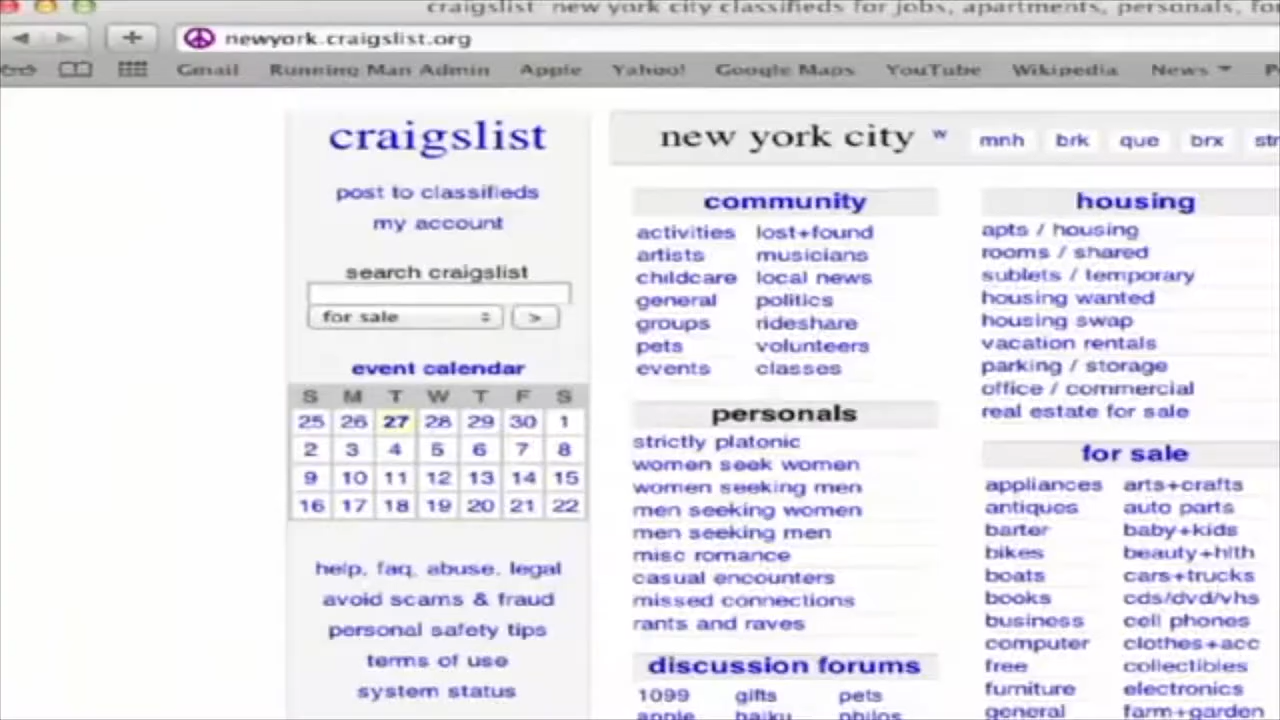 craigslist new york city classifieds for jobs, apartments, personals, fo
newyork.craigslist.org
Gmail Running Man Admin Apple Yahoo! Google Maps YouTube Wikipedia News
craigslist
post to classifieds
my account
search craigslist
for sale >
event calendar
S M T W T F S
25 26 27 28 29 30 1
2 3 4 5 6 7 8
9 10 11 12 13 14 15
16 17 18 19 20 21 22
help, faq, abuse, legal
avoid scams & fraud
personal safety tips
terms of use
system status
new york city w mnh brk que brx
community
activities lost+found
artists musicians
childcare local news
general politics
groups rideshare
pets volunteers
events classes
personals
strictly platonic
women seek women
women seeking men
men seeking women
men seeking men
misc romance
casual encounters
missed connections
rants and raves
discussion forums
1099 gifts pets
apple haiku philos
housing
apts / housing
rooms / shared
sublets / temporary
housing wanted
housing swap
vacation rentals
parking / storage
office / commercial
real estate for sale
for sale
appliances arts+crafts
antiques auto parts
barter baby+kids
bikes beauty+hlth
boats cars+trucks
books cds/dvd/vhs
business cell phones
computer clothes+acc
free collectibles
furniture electronics
general farm+garden